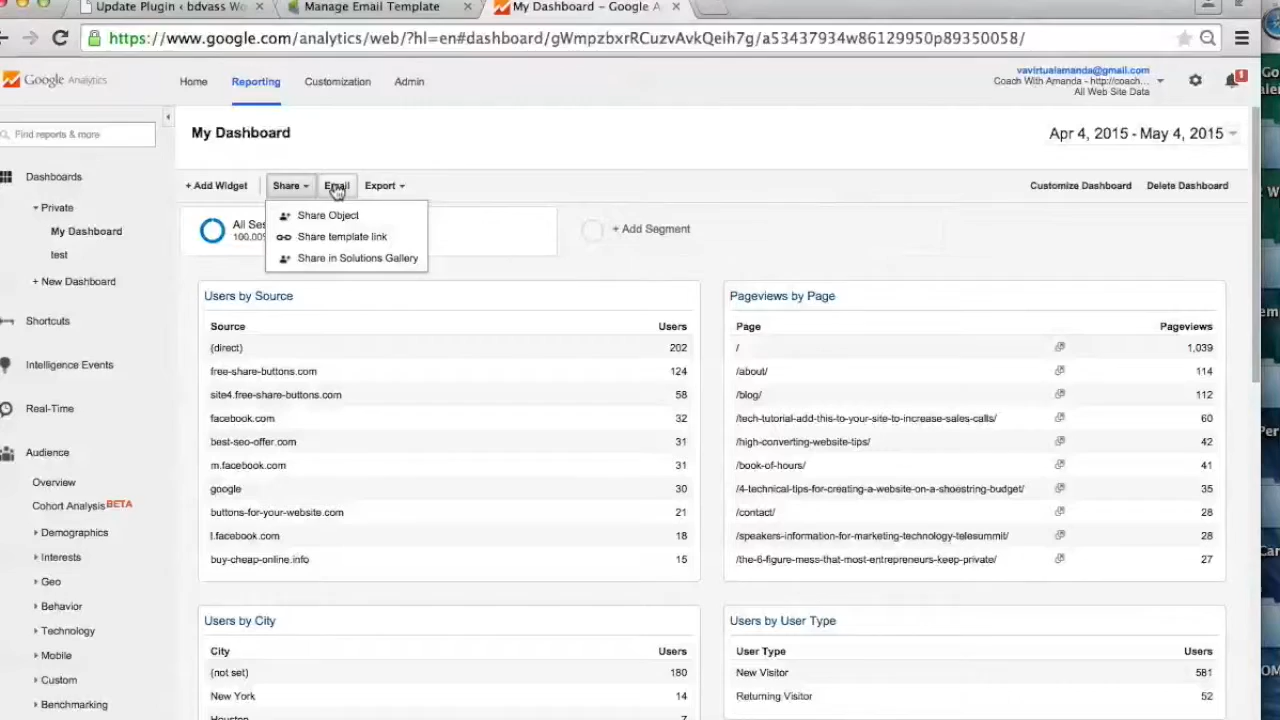 Update Plugin ‹ bdvass Wo
Manage Email Template
My Dashboard – Google A
https://www.google.com/analytics/web/?hl=en#dashboard/gWmpzbxrRCuzvAvkQeih7g/a53437934w86129950p89350058/
Google Analytics
Home
Reporting
Customization
Admin
vavirtualamanda@gmail.com
Coach With Amanda - http://coach...
All Web Site Data
1
Find reports & more
My Dashboard
Apr 4, 2015 - May 4, 2015
+ Add Widget
Share
Email
Export
Customize Dashboard
Delete Dashboard
Share Object
Share template link
Share in Solutions Gallery
All Ses
100.00%
+ Add Segment
Dashboards
Private
My Dashboard
test
+ New Dashboard
Shortcuts
Intelligence Events
Real-Time
Audience
Overview
Cohort Analysis BETA
Demographics
Interests
Geo
Behavior
Technology
Mobile
Custom
Benchmarking
Users by Source
Source Users
(direct) 202
free-share-buttons.com 124
site4.free-share-buttons.com 58
facebook.com 32
best-seo-offer.com 31
m.facebook.com 31
google 30
buttons-for-your-website.com 21
l.facebook.com 18
buy-cheap-online.info 15
Pageviews by Page
Page Pageviews
/ 1,039
/about/ 114
/blog/ 112
/tech-tutorial-add-this-to-your-site-to-increase-sales-calls/ 60
/high-converting-website-tips/ 42
/book-of-hours/ 41
/4-technical-tips-for-creating-a-website-on-a-shoestring-budget/ 35
/contact/ 28
/speakers-information-for-marketing-technology-telesummit/ 28
/the-6-figure-mess-that-most-entrepreneurs-keep-private/ 27
Users by City
City Users
(not set) 180
New York 14
Houston 7
Users by User Type
User Type Users
New Visitor 581
Returning Visitor 52